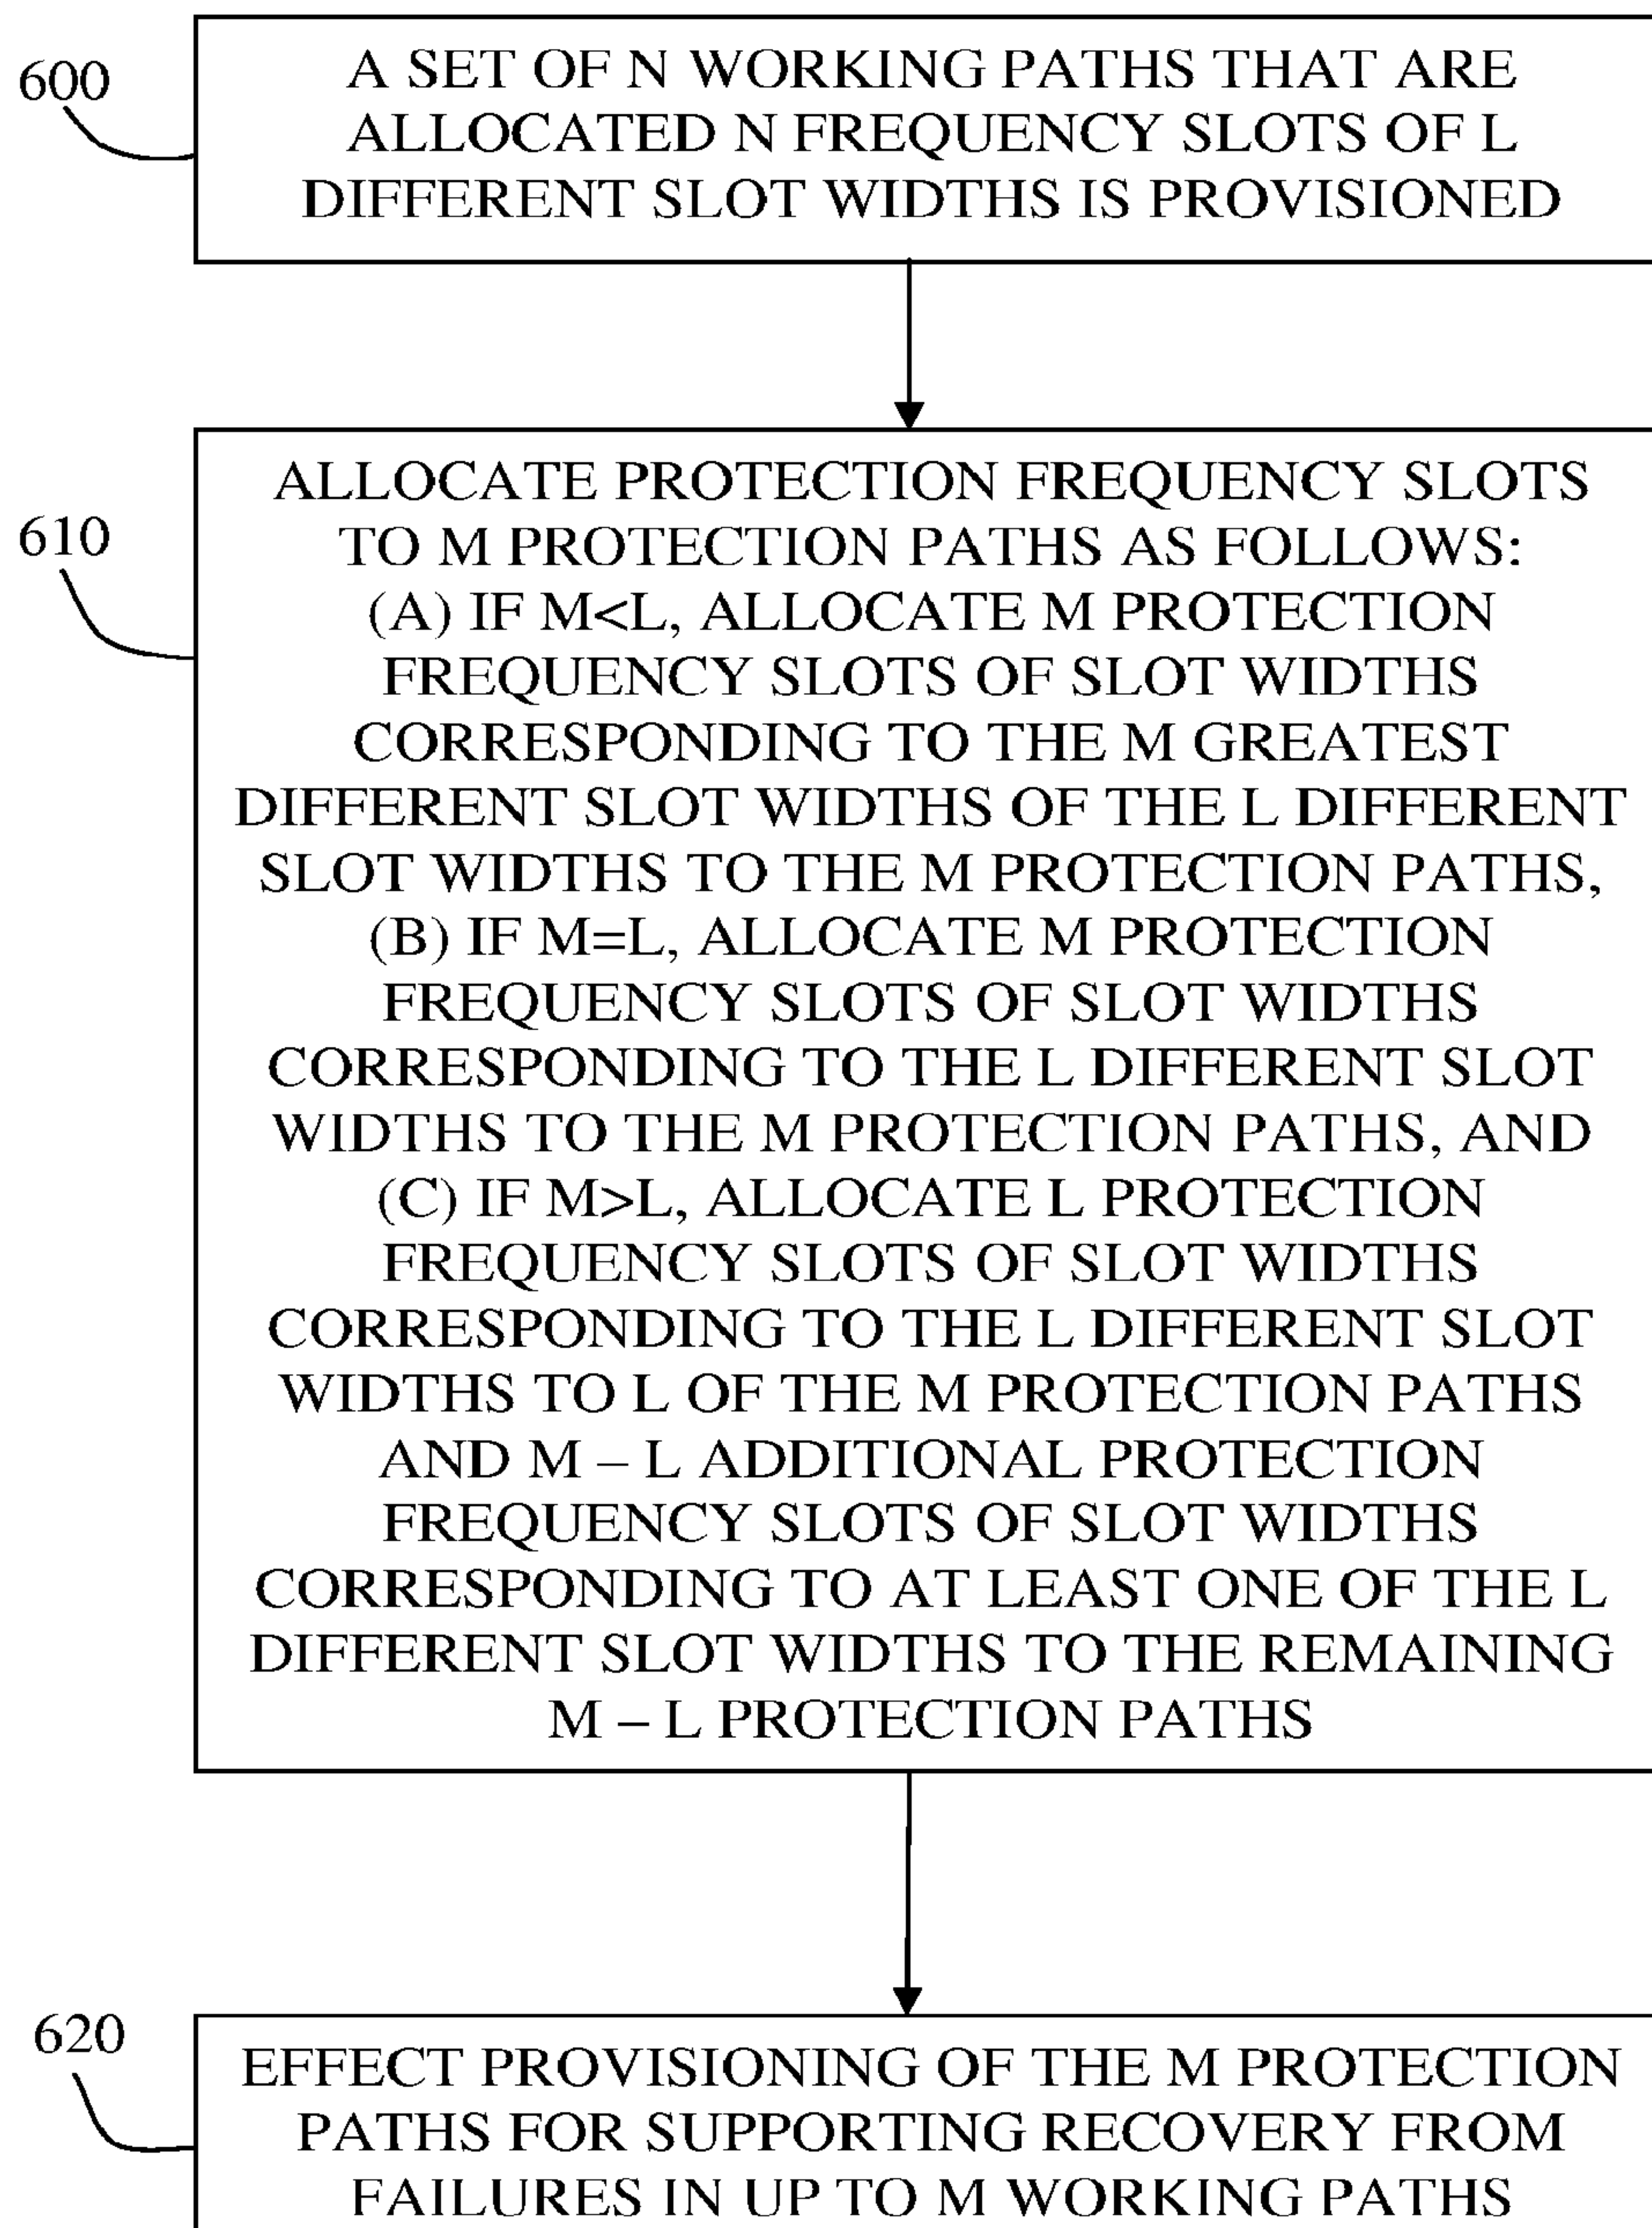 600
A SET OF N WORKING PATHS THAT ARE
ALLOCATED N FREQUENCY SLOTS OF L
DIFFERENT SLOT WIDTHS IS PROVISIONED
610
ALLOCATE PROTECTION FREQUENCY SLOTS
TO M PROTECTION PATHS AS FOLLOWS:
(A) IF M<L, ALLOCATE M PROTECTION
FREQUENCY SLOTS OF SLOT WIDTHS
CORRESPONDING TO THE M GREATEST
DIFFERENT SLOT WIDTHS OF THE L DIFFERENT
SLOT WIDTHS TO THE M PROTECTION PATHS,
(B) IF M=L, ALLOCATE M PROTECTION
FREQUENCY SLOTS OF SLOT WIDTHS
CORRESPONDING TO THE L DIFFERENT SLOT
WIDTHS TO THE M PROTECTION PATHS, AND
(C) IF M>L, ALLOCATE L PROTECTION
FREQUENCY SLOTS OF SLOT WIDTHS
CORRESPONDING TO THE L DIFFERENT SLOT
WIDTHS TO L OF THE M PROTECTION PATHS
AND M – L ADDITIONAL PROTECTION
FREQUENCY SLOTS OF SLOT WIDTHS
CORRESPONDING TO AT LEAST ONE OF THE L
DIFFERENT SLOT WIDTHS TO THE REMAINING
M – L PROTECTION PATHS
620
EFFECT PROVISIONING OF THE M PROTECTION
PATHS FOR SUPPORTING RECOVERY FROM
FAILURES IN UP TO M WORKING PATHS